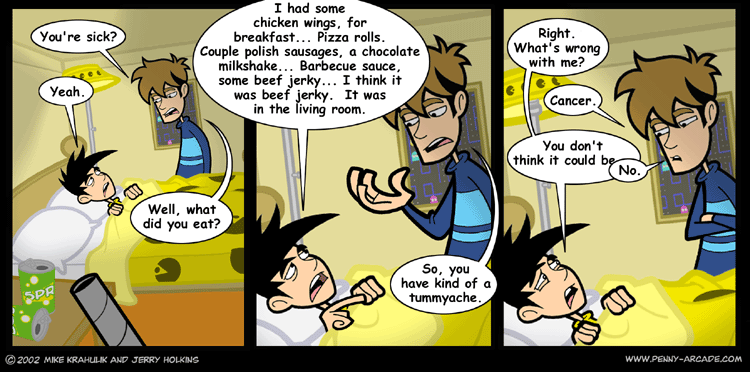 You're sick?
Yeah.
Well, what
did you eat?
SPR
I had some
chicken wings, for
breakfast... Pizza rolls.
Couple polish sausages, a chocolate
milkshake... Barbecue sauce,
some beef jerky... I think it
was beef jerky. It was
in the living room.
So, you
have kind of a
tummyache.
Right.
What's wrong
with me?
Cancer.
You don't
think it could be
No.
©2002 MIKE KRAHULIK AND JERRY HOLKINS
WWW.PENNY-ARCADE.COM